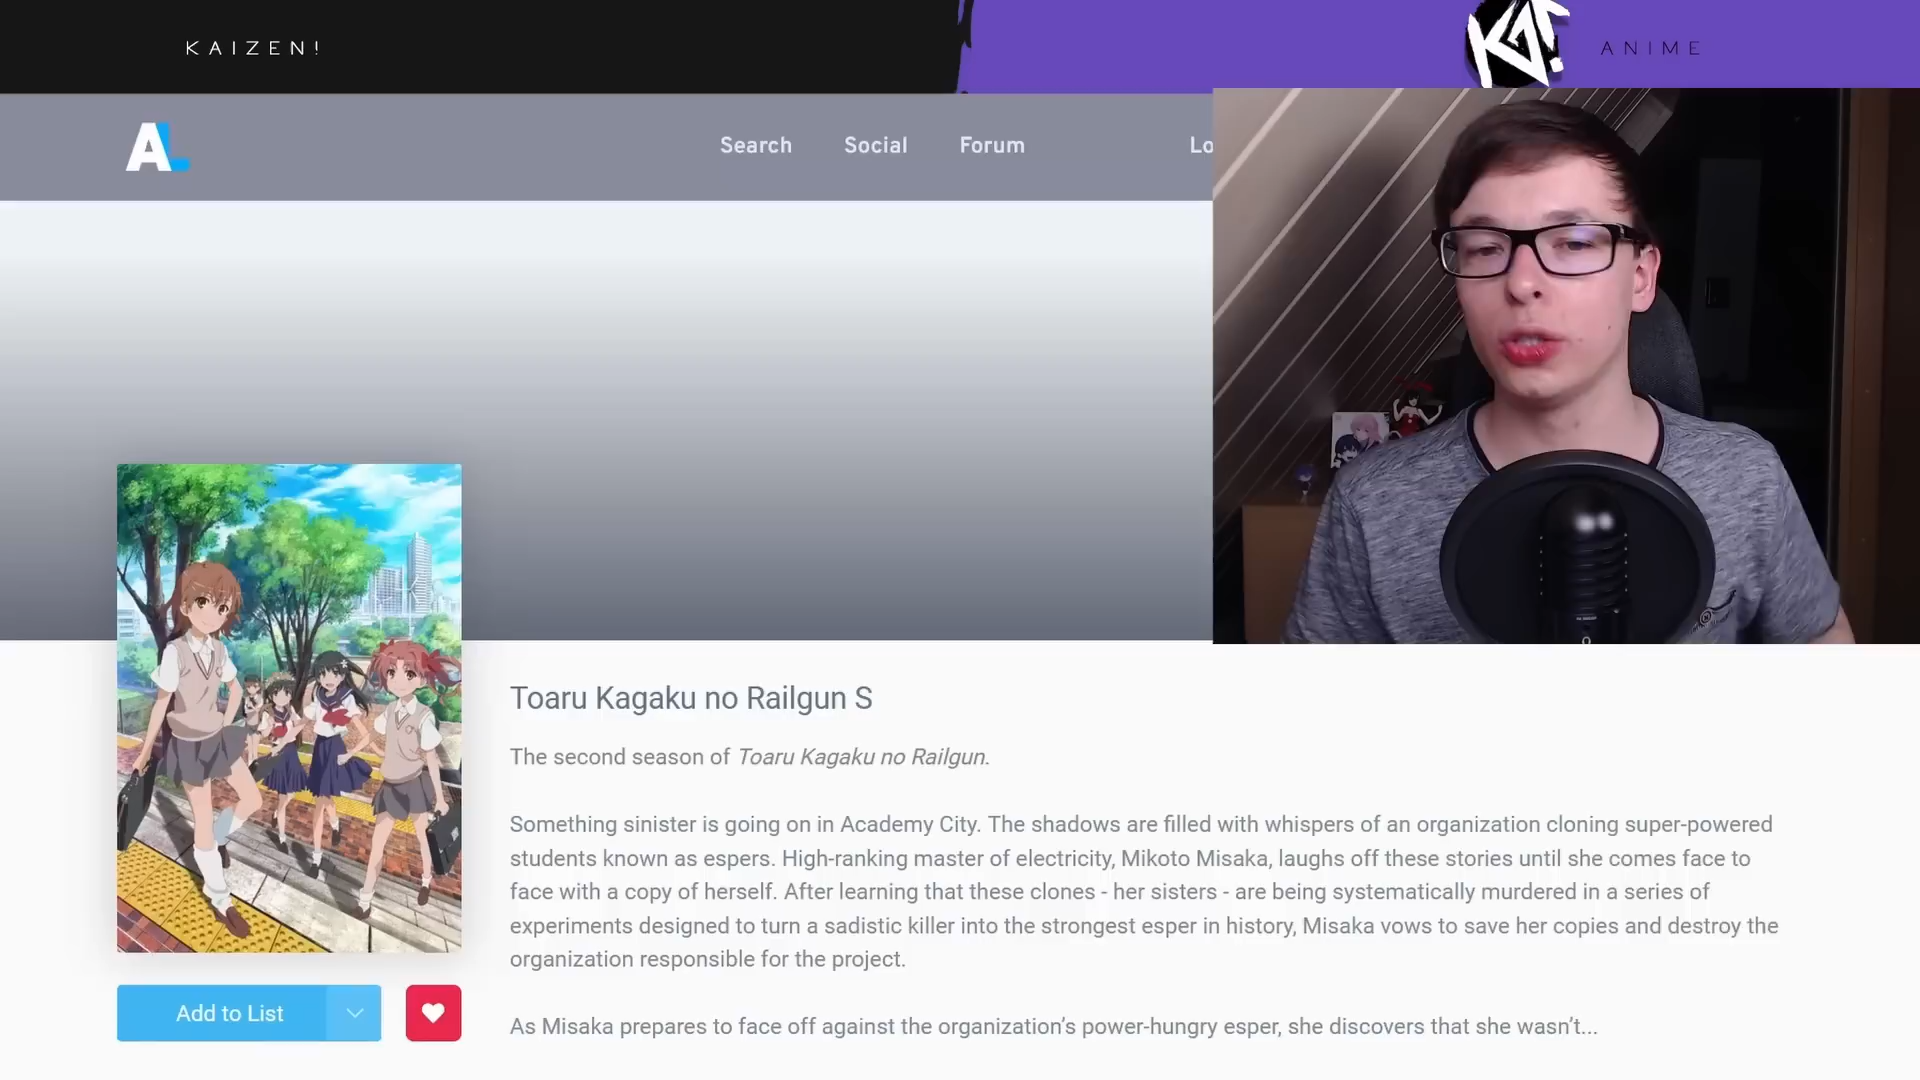 KAIZEN!
KAI!
ANIME
AL
Search Social Forum Lo
Toaru Kagaku no Railgun S
The second season of Toaru Kagaku no Railgun.
Something sinister is going on in Academy City. The shadows are filled with whispers of an organization cloning super-powered
students known as espers. High-ranking master of electricity, Mikoto Misaka, laughs off these stories until she comes face to
face with a copy of herself. After learning that these clones - her sisters - are being systematically murdered in a series of
experiments designed to turn a sadistic killer into the strongest esper in history, Misaka vows to save her copies and destroy the
organization responsible for the project.
As Misaka prepares to face off against the organization’s power-hungry esper, she discovers that she wasn’t...
Add to List